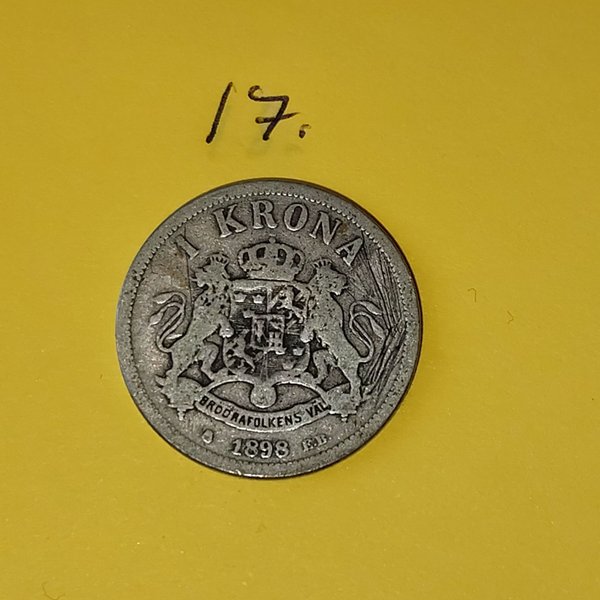 17.
1 KRONA
BRÖDRAFOLKENS VÄL
1898 E.B.